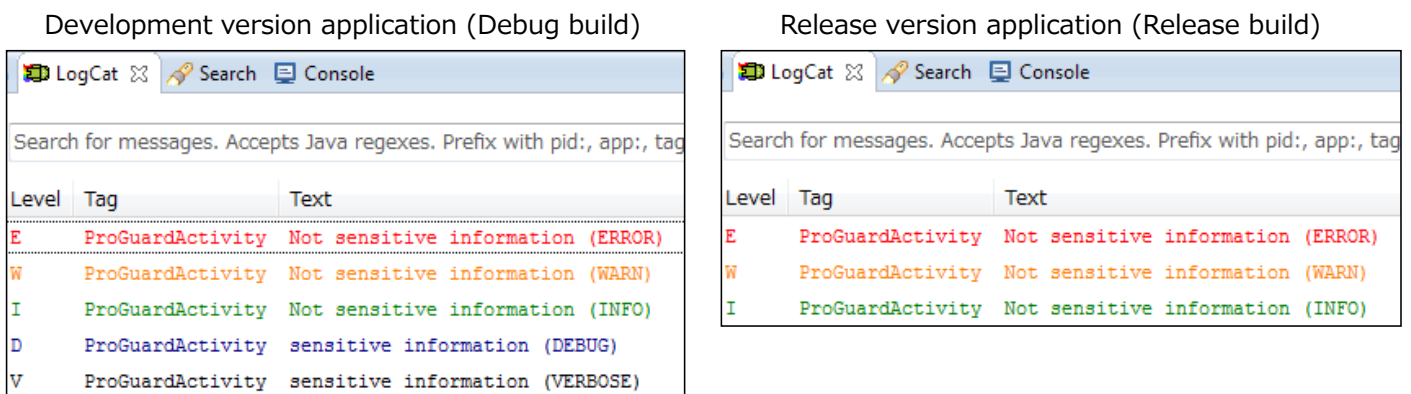 Development version application (Debug build)
LogCat Search Console
Search for messages. Accepts Java regexes. Prefix with pid:, app:, tag
Level Tag Text
E ProGuardActivity Not sensitive information (ERROR)
W ProGuardActivity Not sensitive information (WARN)
I ProGuardActivity Not sensitive information (INFO)
D ProGuardActivity sensitive information (DEBUG)
V ProGuardActivity sensitive information (VERBOSE)
Release version application (Release build)
LogCat Search Console
Search for messages. Accepts Java regexes. Prefix with pid:, app:, tag
Level Tag Text
E ProGuardActivity Not sensitive information (ERROR)
W ProGuardActivity Not sensitive information (WARN)
I ProGuardActivity Not sensitive information (INFO)